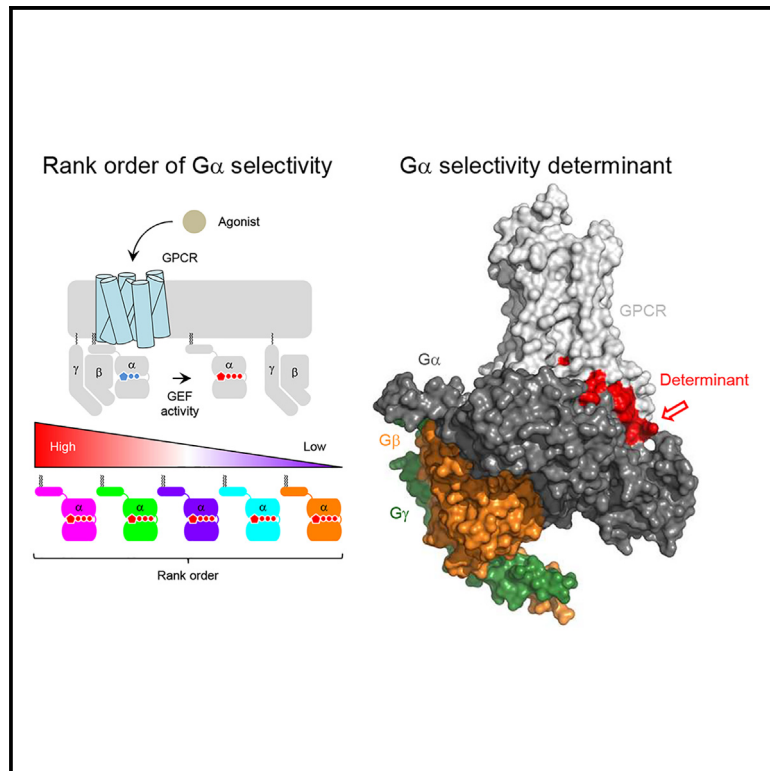 Rank order of Gα selectivity
Agonist
GPCR
γ
β
α
GEF
activity
α
γ
β
High
Low
α
α
α
α
α
Rank order
Gα selectivity determinant
GPCR
Gα
Determinant
Gβ
Gγ